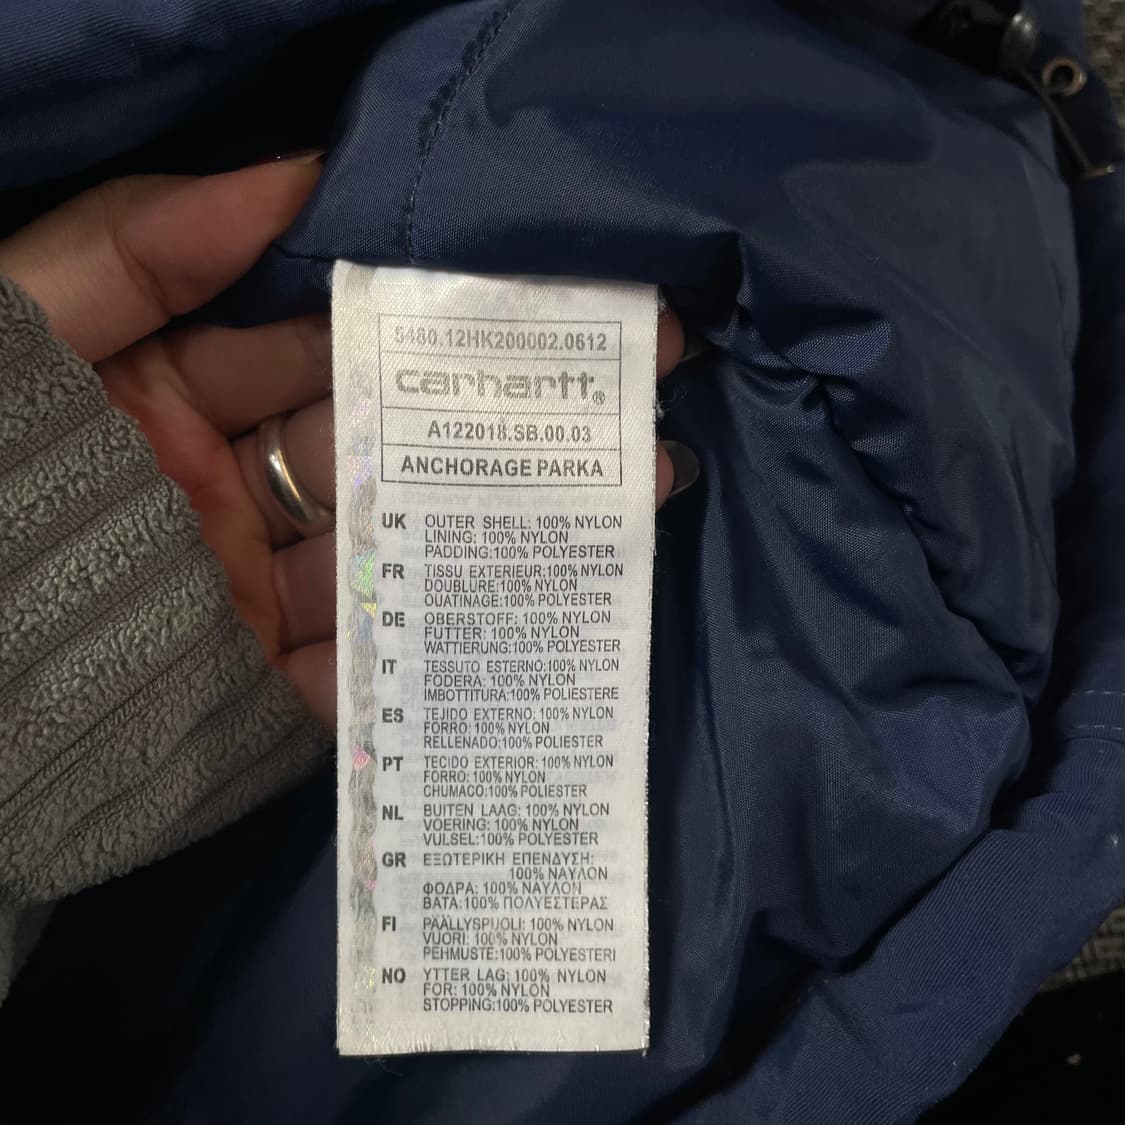 5480.12HK200002.0612
carhartt®
A122018.SB.00.03
ANCHORAGE PARKA
UK OUTER SHELL: 100% NYLON
LINING: 100% NYLON
PADDING:100% POLYESTER
FR TISSU EXTERIEUR:100% NYLON
DOUBLURE:100% NYLON
OUATINAGE:100% POLYESTER
DE OBERSTOFF: 100% NYLON
FUTTER: 100% NYLON
WATTIERUNG:100% POLYESTER
IT TESSUTO ESTERNO:100% NYLON
FODERA: 100% NYLON
IMBOTTITURA:100% POLIESTERE
ES TEJIDO EXTERNO: 100% NYLON
FORRO: 100% NYLON
RELLENADO:100% POLIESTER
PT TECIDO EXTERIOR: 100% NYLON
FORRO: 100% NYLON
CHUMACO:100% POLIESTER
NL BUITEN LAAG: 100% NYLON
VOERING: 100% NYLON
VULSEL:100% POLYESTER
GR ΕΞΩΤΕΡΙΚΗ ΕΠΕΝΔΥΣΗ:
100% ΝΑΥΛΟΝ
ΦΟΔΡΑ: 100% ΝΑΥΛΟΝ
ΒΑΤΑ:100% ΠΟΛΥΕΣΤΕΡΑΣ
FI PÄÄLLYSPUOLI: 100% NYLON
VUORI: 100% NYLON
PEHMUSTE:100% POLYESTERI
NO YTTER LAG: 100% NYLON
FOR: 100% NYLON
STOPPING:100% POLYESTER